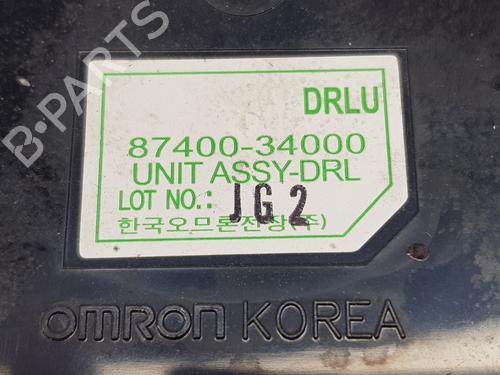 DRLU
87400-34000
UNIT ASSY-DRL
LOT NO.: JG2
한국오므론전장(주)
omron KOREA
B-PARTS